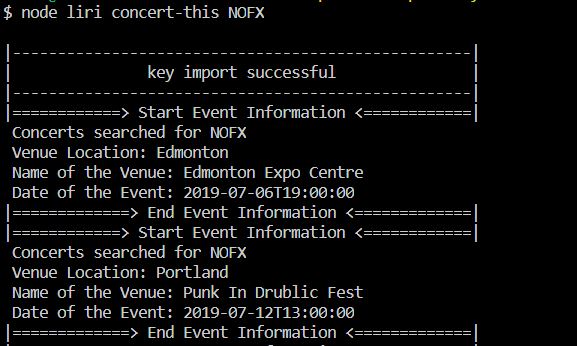 $ node liri concert-this NOFX
|---------------------------------------------------|
| key import successful |
|---------------------------------------------------|
|============> Start Event Information <============|
Concerts searched for NOFX
Venue Location: Edmonton
Name of the Venue: Edmonton Expo Centre
Date of the Event: 2019-07-06T19:00:00
|=============> End Event Information <=============|
|============> Start Event Information <============|
Concerts searched for NOFX
Venue Location: Portland
Name of the Venue: Punk In Drublic Fest
Date of the Event: 2019-07-12T13:00:00
|=============> End Event Information <=============|